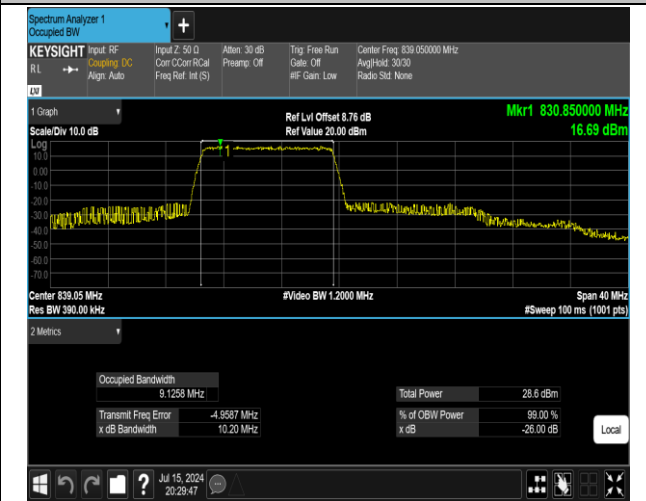 Spectrum Analyzer 1
Occupied BW
+
KEYSIGHT Input: RF Input Z: 50 Ω Atten: 30 dB Trig: Free Run Center Freq: 839.050000 MHz
RL Coupling: DC Corr CCorr RCal Preamp: Off Gate: Off Avg|Hold: 30/30
Align: Auto Freq Ref: Int (S) #IF Gain: Low Radio Std: None
LXI
1 Graph Ref Lvl Offset 8.76 dB Mkr1 830.850000 MHz
Scale/Div 10.0 dB Ref Value 20.00 dBm 16.69 dBm
Log
10.0
0.00
-10.0
-20.0
-30.0
-40.0
-50.0
-60.0
-70.0
1
Center 839.05 MHz #Video BW 1.2000 MHz Span 40 MHz
Res BW 390.00 kHz #Sweep 100 ms (1001 pts)
2 Metrics
Occupied Bandwidth
9.1258 MHz Total Power 28.6 dBm
Transmit Freq Error -4.9587 MHz % of OBW Power 99.00 %
x dB Bandwidth 10.20 MHz x dB -26.00 dB
Local
? Jul 15, 2024
20:29:47